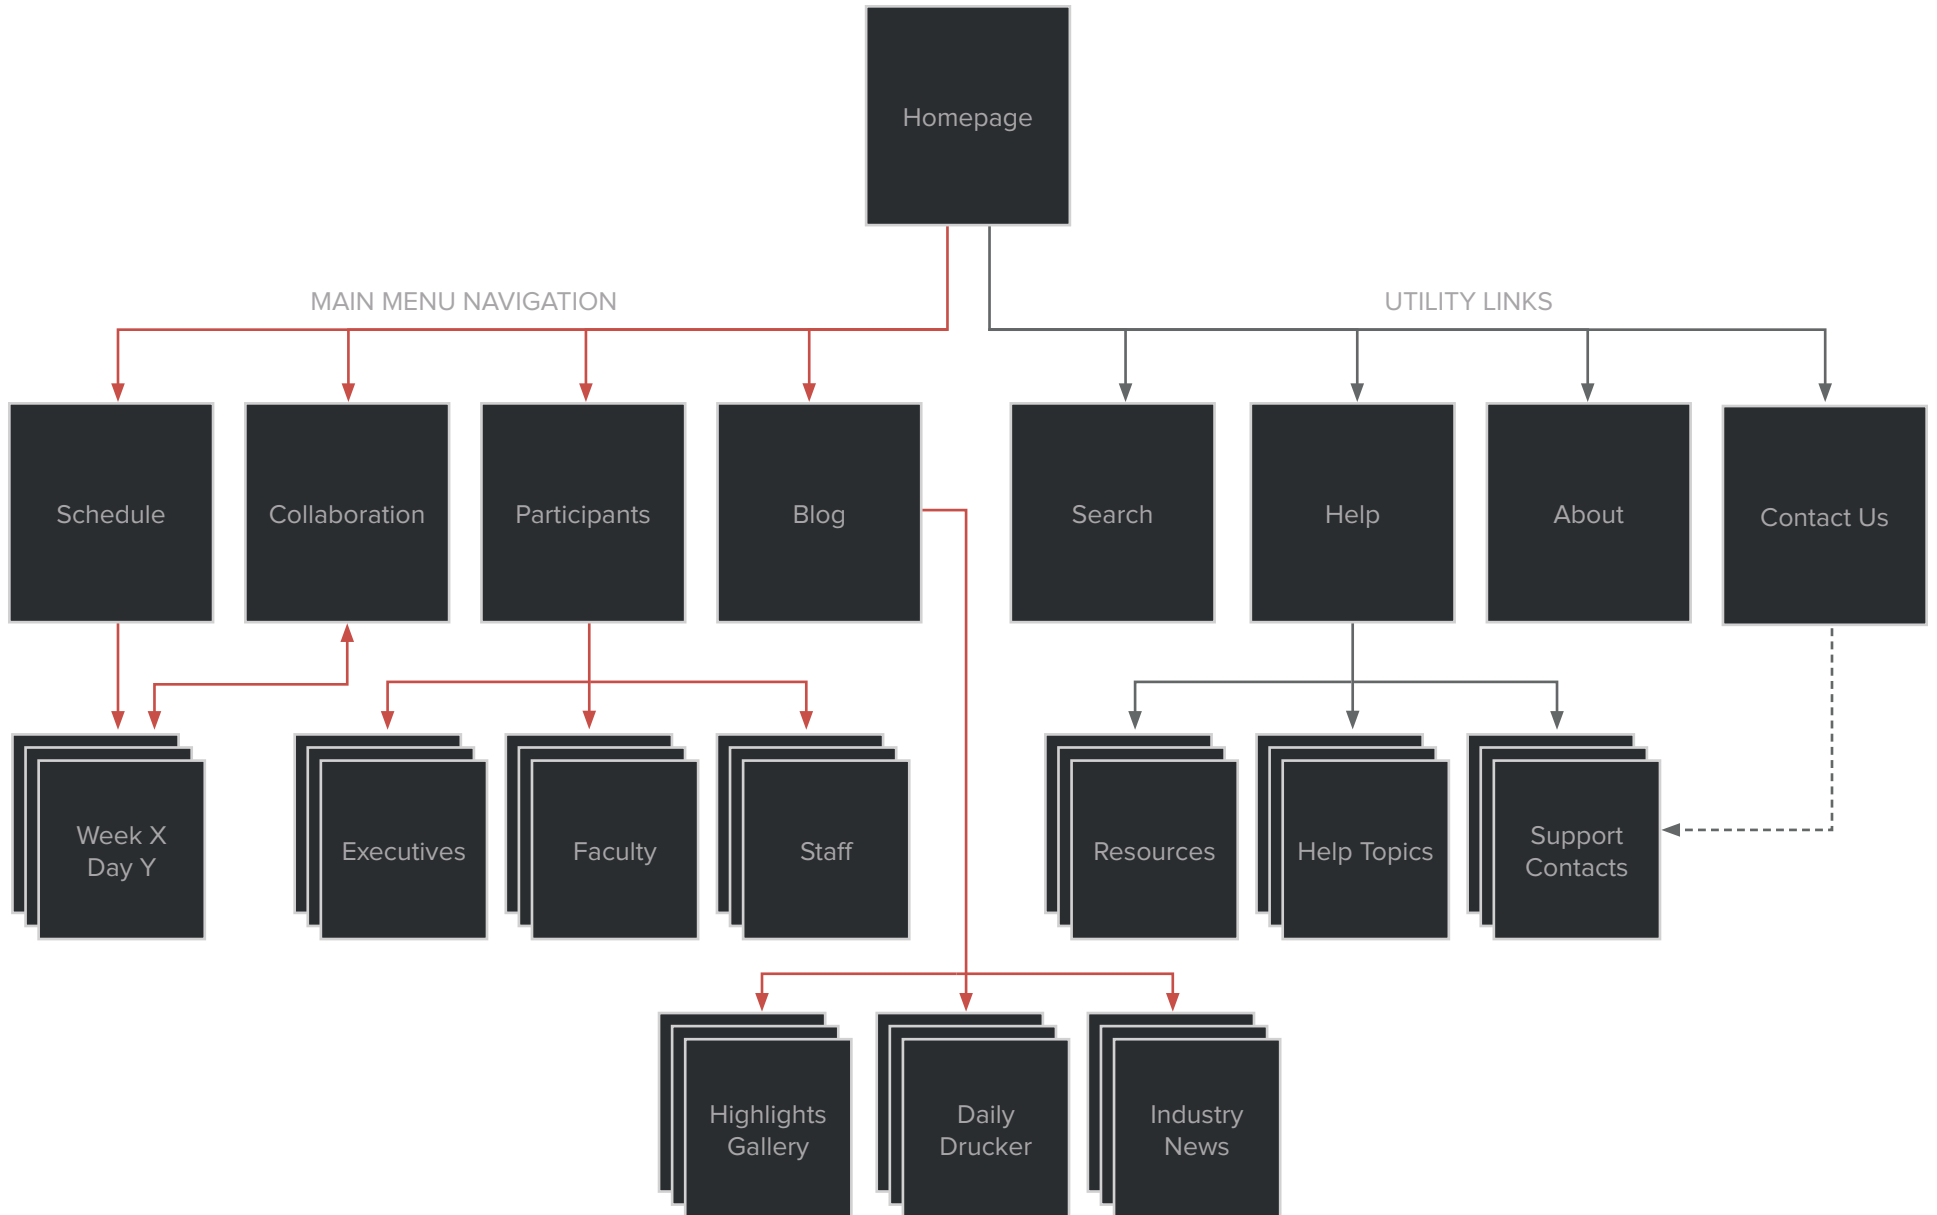 Homepage
MAIN MENU NAVIGATION
UTILITY LINKS
Schedule
Collaboration
Participants
Blog
Search
Help
About
Contact Us
Week X
Day Y
Executives
Faculty
Staff
Resources
Help Topics
Support
Contacts
Highlights
Gallery
Daily
Drucker
Industry
News